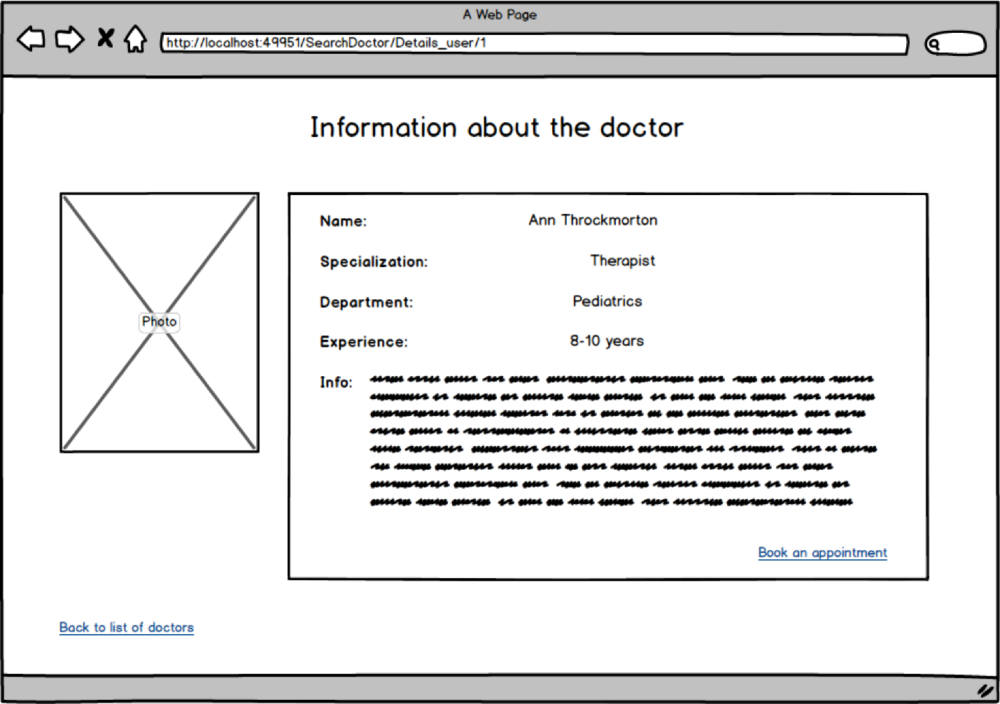 A Web Page
http://localhost:49951/SearchDoctor/Details_user/1
Information about the doctor
Photo
Name: Ann Throckmorton
Specialization: Therapist
Department: Pediatrics
Experience: 8-10 years
Info:
Book an appointment
Back to list of doctors